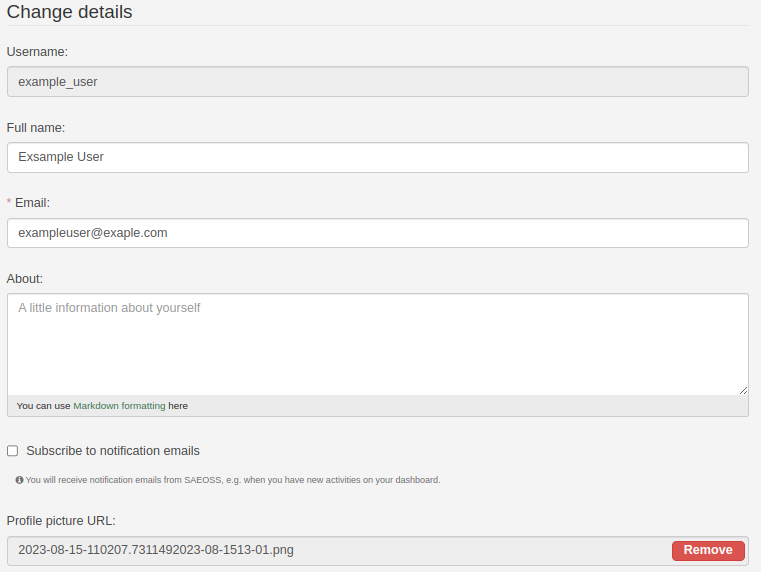 Change details
Username:
example_user
Full name:
Exsample User
* Email:
exampleuser@exaple.com
About:
A little information about yourself
You can use Markdown formatting here
Subscribe to notification emails
You will receive notification emails from SAEOSS, e.g. when you have new activities on your dashboard.
Profile picture URL:
2023-08-15-110207.7311492023-08-1513-01.png Remove